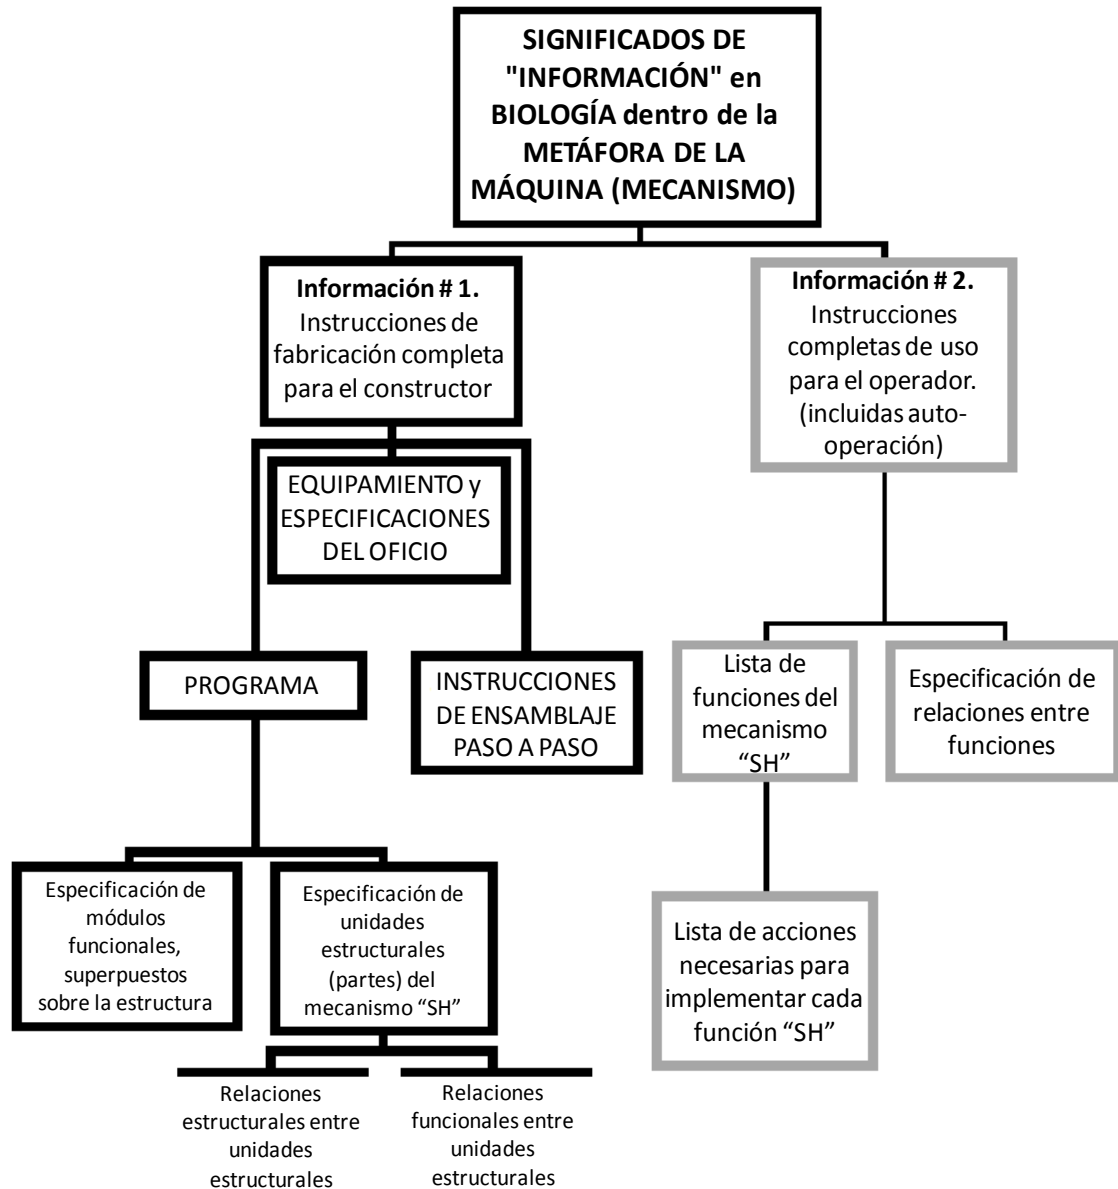 SIGNIFICADOS DE
"INFORMACIÓN" en
BIOLOGÍA dentro de la
METÁFORA DE LA
MÁQUINA (MECANISMO)
Información # 1.
Instrucciones de
fabricación completa
para el constructor
Información # 2.
Instrucciones
completas de uso
para el operador.
(incluidas auto-
operación)
EQUIPAMIENTO y
ESPECIFICACIONES
DEL OFICIO
PROGRAMA
INSTRUCCIONES
DE ENSAMBLAJE
PASO A PASO
Lista de
funciones del
mecanismo
“SH”
Especificación de
relaciones entre
funciones
Especificación de
módulos
funcionales,
superpuestos
sobre la estructura
Especificación de
unidades
estructurales
(partes) del
mecanismo “SH”
Lista de acciones
necesarias para
implementar cada
función “SH”
Relaciones
estructurales entre
unidades
estructurales
Relaciones
funcionales entre
unidades
estructurales